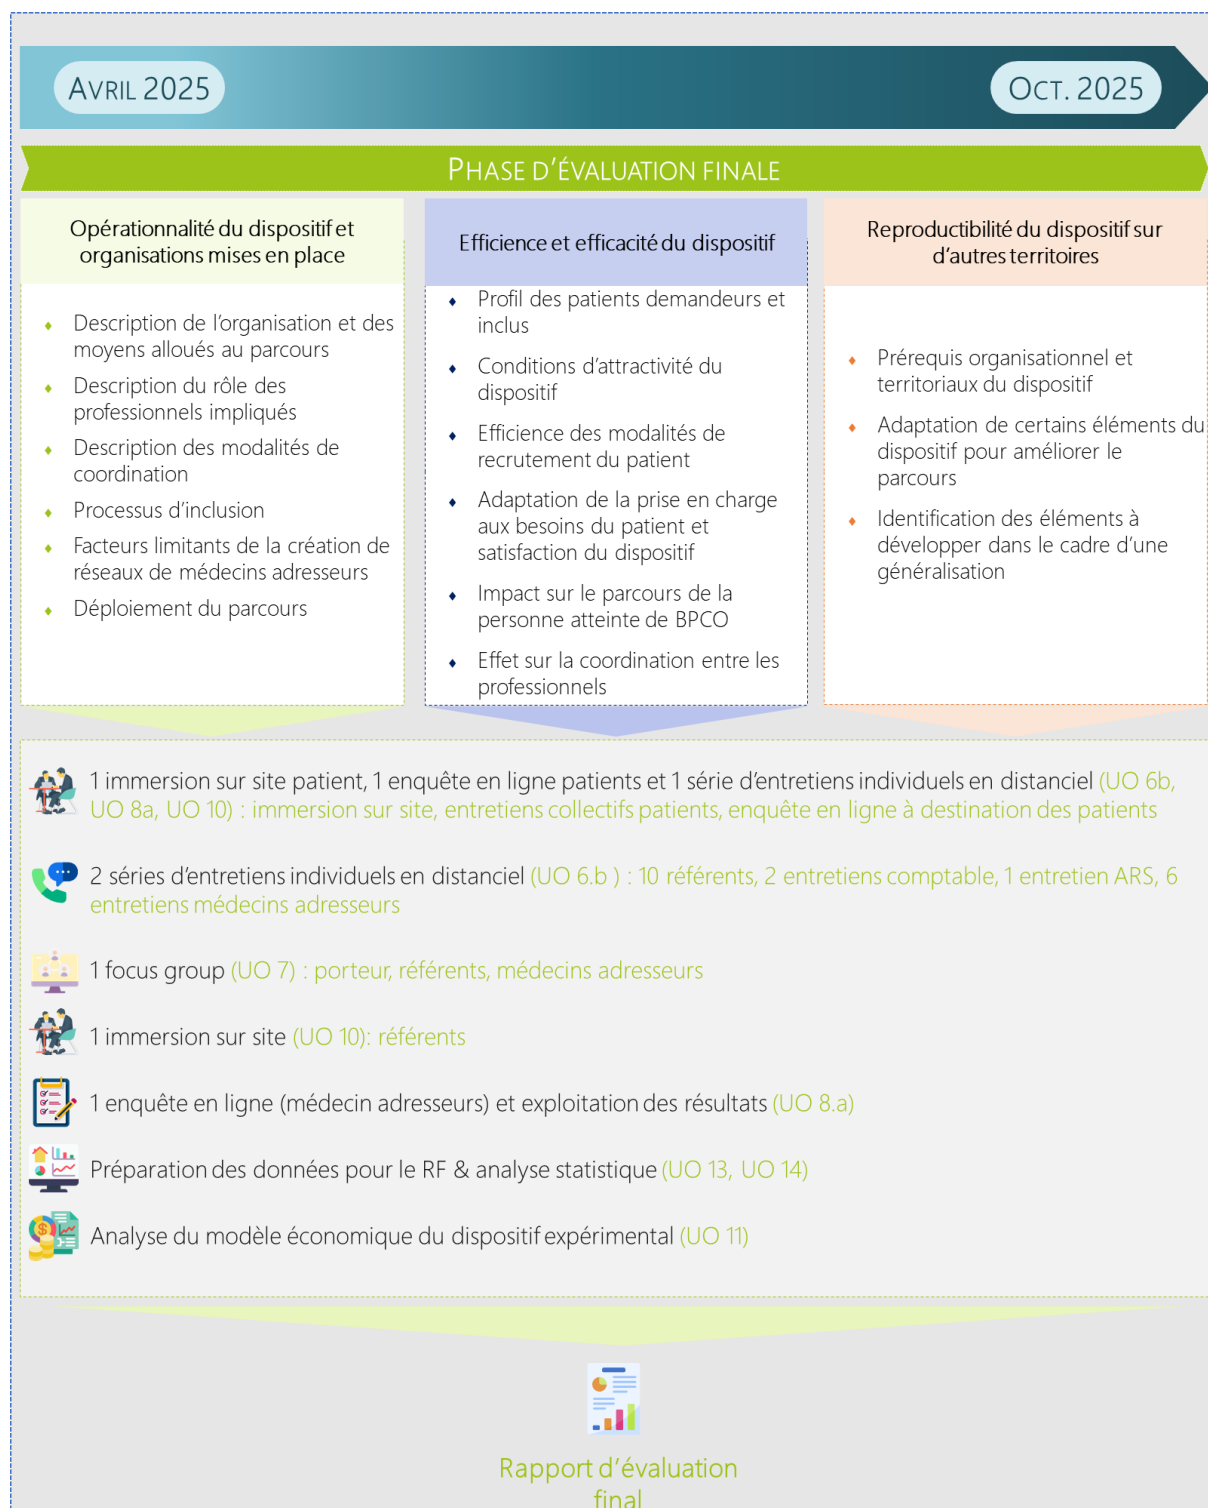 AVRIL 2025
OCT. 2025
PHASE D'ÉVALUATION FINALE
Opérationnalité du dispositif et
organisations mises en place
♦ Description de l'organisation et des
moyens alloués au parcours
♦ Description du rôle des
professionnels impliqués
♦ Description des modalités de
coordination
♦ Processus d'inclusion
♦ Facteurs limitants de la création de
réseaux de médecins adresseurs
♦ Déploiement du parcours
Efficience et efficacité du dispositif
♦ Profil des patients demandeurs et
inclus
♦ Conditions d'attractivité du
dispositif
♦ Efficience des modalités de
recrutement du patient
♦ Adaptation de la prise en charge
aux besoins du patient et
satisfaction du dispositif
♦ Impact sur le parcours de la
personne atteinte de BPCO
♦ Effet sur la coordination entre les
professionnels
Reproductibilité du dispositif sur
d'autres territoires
♦ Prérequis organisationnel et
territoriaux du dispositif
♦ Adaptation de certains éléments du
dispositif pour améliorer le
parcours
♦ Identification des éléments à
développer dans le cadre d'une
généralisation
1 immersion sur site patient, 1 enquête en ligne patients et 1 série d'entretiens individuels en distanciel (UO 6b,
UO 8a, UO 10) : immersion sur site, entretiens collectifs patients, enquête en ligne à destination des patients
2 séries d'entretiens individuels en distanciel (UO 6.b ) : 10 référents, 2 entretiens comptable, 1 entretien ARS, 6
entretiens médecins adresseurs
1 focus group (UO 7) : porteur, référents, médecins adresseurs
1 immersion sur site (UO 10): référents
1 enquête en ligne (médecin adresseurs) et exploitation des résultats (UO 8.a)
Préparation des données pour le RF & analyse statistique (UO 13, UO 14)
Analyse du modèle économique du dispositif expérimental (UO 11)
Rapport d'évaluation
final